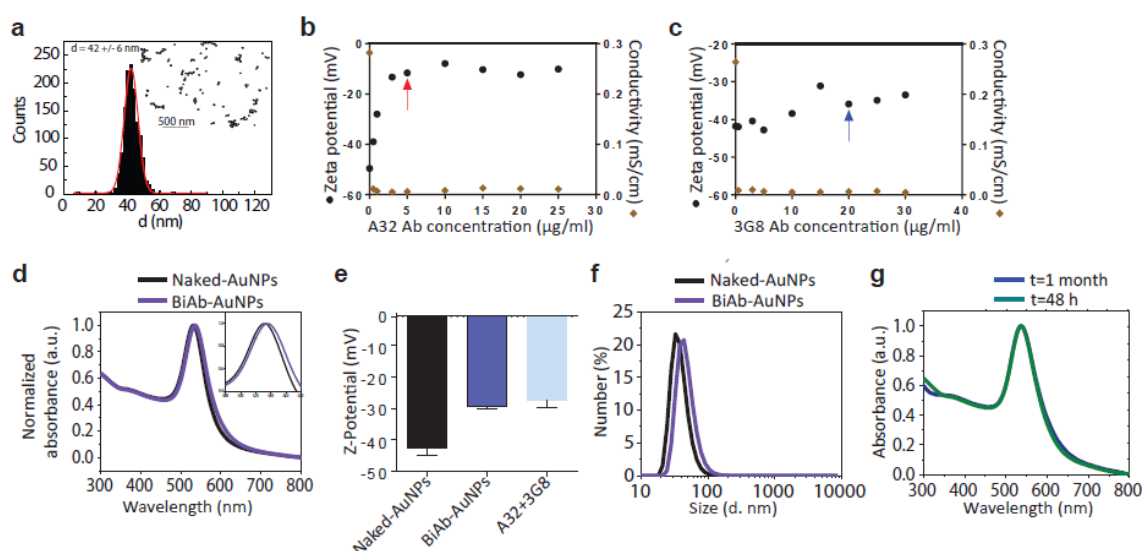 a
d = 42 +/- 6 nm
250
200
150
100
50
0
Counts
500 nm
0 20 40 60 80 100 120
d (nm)
b
0
-20
-40
-60
Zeta potential (mV)
0.3
0.2
0.1
0.0
Conductivity (mS/cm)
0 5 10 15 20 25 30
A32 Ab concentration (µg/ml)
c
-20
-30
-40
-50
-60
Zeta potential (mV)
0.3
0.2
0.1
0.0
Conductivity (mS/cm)
0 10 20 30 40
3G8 Ab concentration (µg/ml)
d
Naked-AuNPs
BiAb-AuNPs
1.0
0.8
0.6
0.4
0.2
0.0
Normalized
absorbance (a.u.)
300 400 500 600 700 800
Wavelength (nm)
e
0
-10
-20
-30
-40
-50
Z-Potential (mV)
Naked-AuNPs
BiAb-AuNPs
A32+3G8
f
Naked-AuNPs
BiAb-AuNPs
25
20
15
10
5
0
Number (%)
10 100 1000 10000
Size (d. nm)
g
t=1 month
t=48 h
1.0
0.8
0.6
0.4
0.2
0.0
Absorbance (a.u.)
300 400 500 600 700 800
Wavelength (nm)